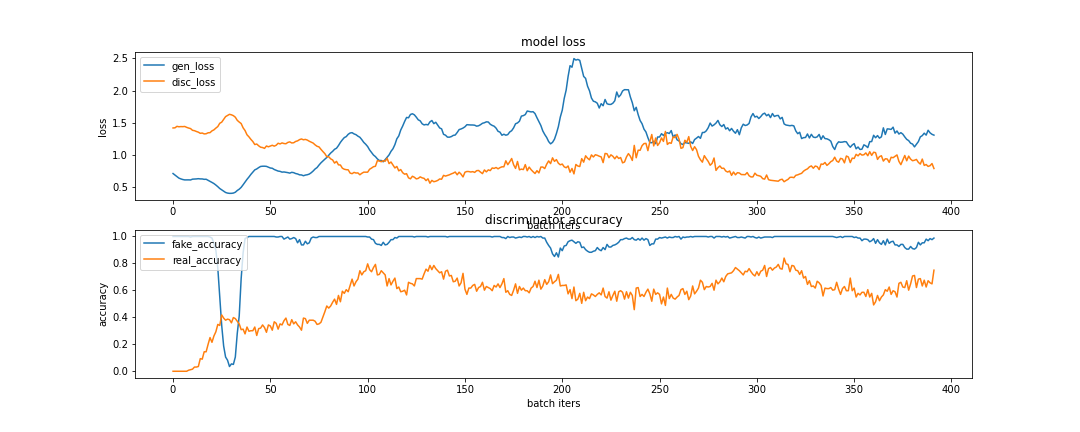 model loss
2.5
2.0
1.5
1.0
0.5
loss
gen_loss
disc_loss
0 50 100 150 200 250 300 350 400
batch iters
discriminator accuracy
1.0
0.8
0.6
0.4
0.2
0.0
accuracy
fake_accuracy
real_accuracy
0 50 100 150 200 250 300 350 400
batch iters